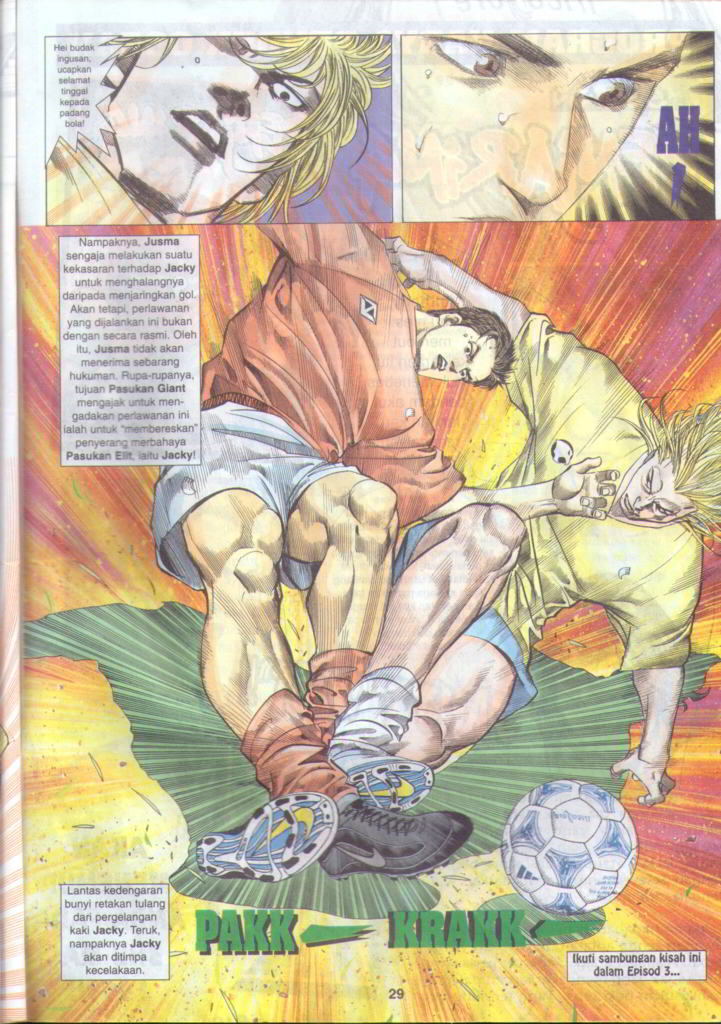 Hei budak
ingusan,
ucapkan
selamat
tinggal
kepada
padang
bola!
AH
!
Nampaknya, Jusma
sengaja melakukan suatu
kekasaran terhadap Jacky
untuk menghalangnya
daripada menjaringkan gol.
Akan tetapi, perlawanan
yang dijalankan ini bukan
dengan secara rasmi. Oleh
itu, Jusma tidak akan
menerima sebarang
hukuman. Rupa-rupanya,
tujuan Pasukan Giant
mengajak untuk men-
gadakan perlawanan ini
ialah untuk "membereskan"
penyerang merbahaya
Pasukan Elit, iaitu Jacky!
Lantas kedengaran
bunyi retakan tulang
dari pergelangan
kaki Jacky. Teruk,
nampaknya Jacky
akan ditimpa
kecelakaan.
PAKK
KRAKK
Ikuti sambungan kisah ini
dalam Episod 3...
29